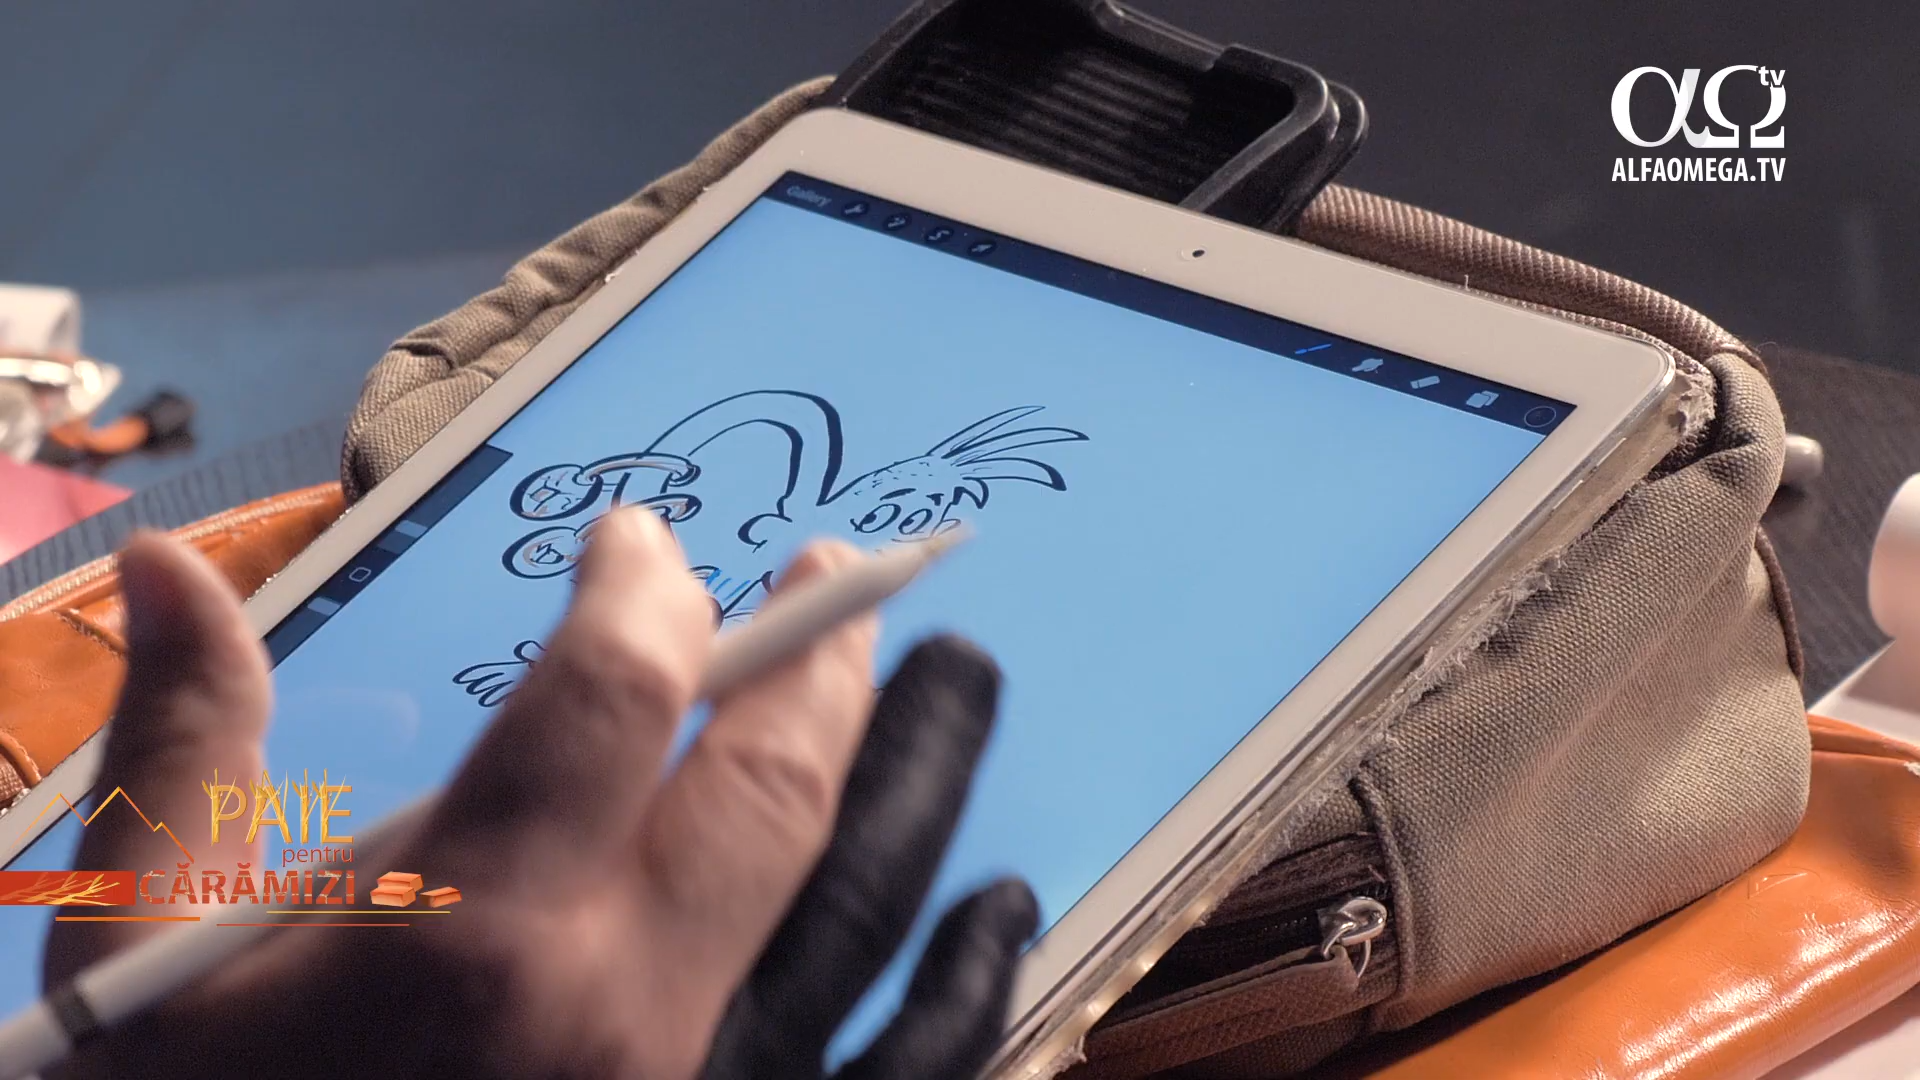 αΩ tv
ALFAOMEGA.TV
Gallery
PAIE
pentru
CĂRĂMIZI